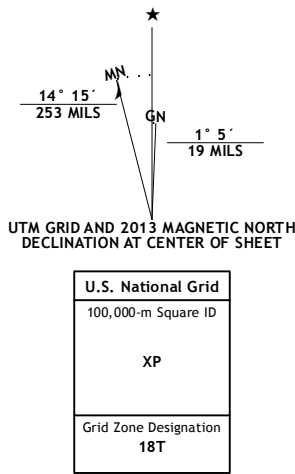 ★
MN
GN
14° 15´
253 MILS
1° 5´
19 MILS
UTM GRID AND 2013 MAGNETIC NORTH
DECLINATION AT CENTER OF SHEET
U.S. National Grid
100,000-m Square ID
XP
Grid Zone Designation
18T